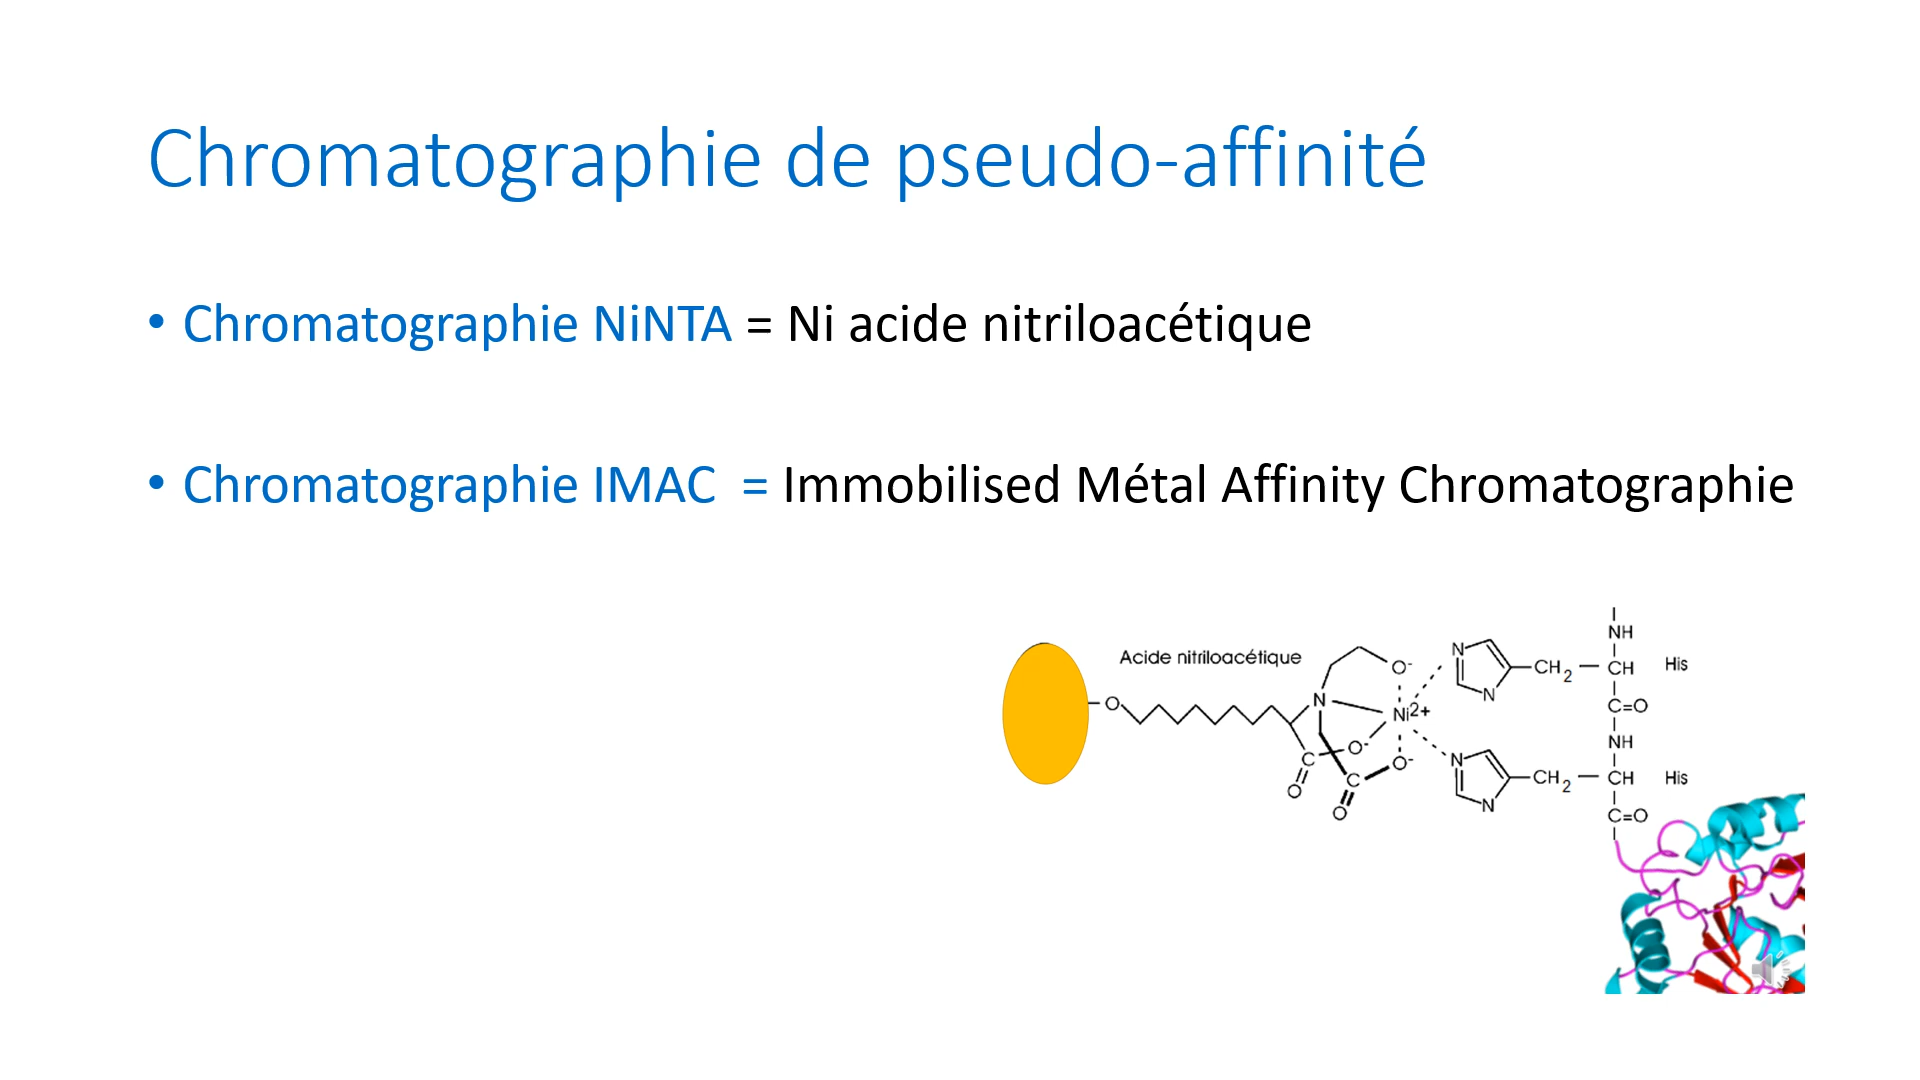 Chromatographie de pseudo-affinité
• Chromatographie NiNTA = Ni acide nitriloacétique
• Chromatographie IMAC = Immobilised Métal Affinity Chromatographie
Acide nitriloacétique
O
N
O-
Ni2+
O-
O-
C
O
C
O
N
N
CH2
N
N
CH2
NH
CH His
C=O
NH
CH His
C=O